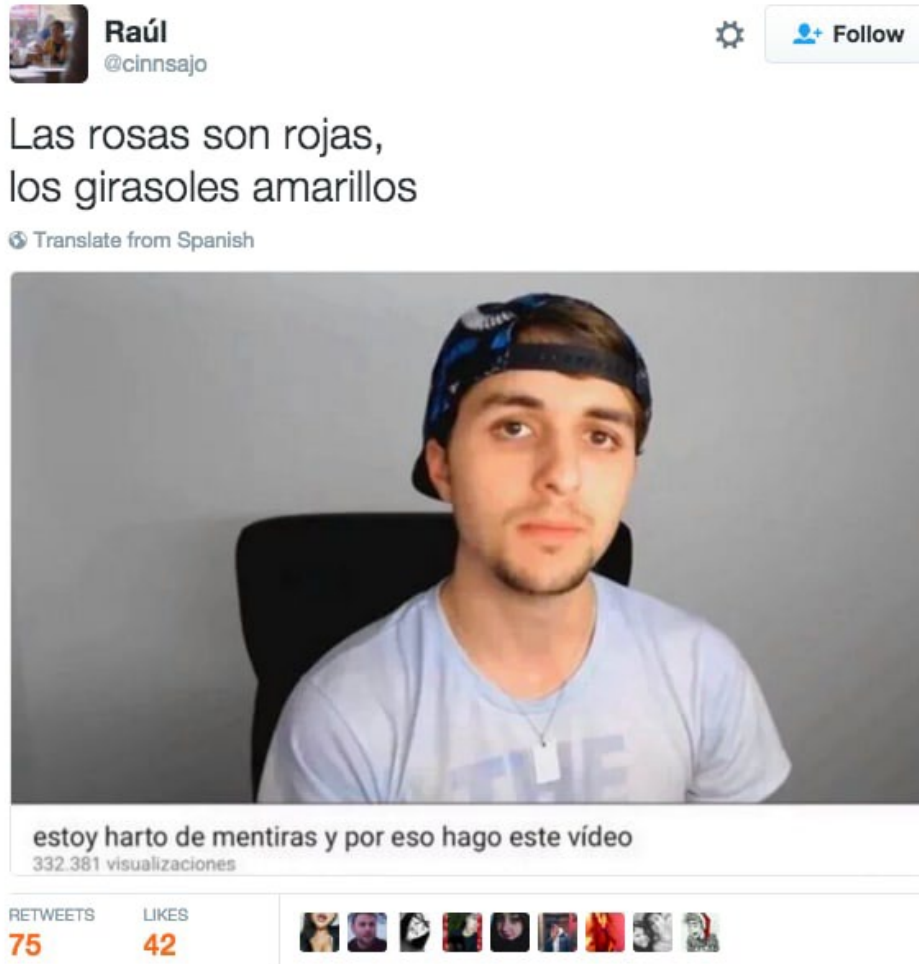 Raúl
@cinnsajo
Follow
Las rosas son rojas,
los girasoles amarillos
Translate from Spanish
THE
estoy harto de mentiras y por eso hago este vídeo
332.381 visualizaciones
RETWEETS
75
LIKES
42